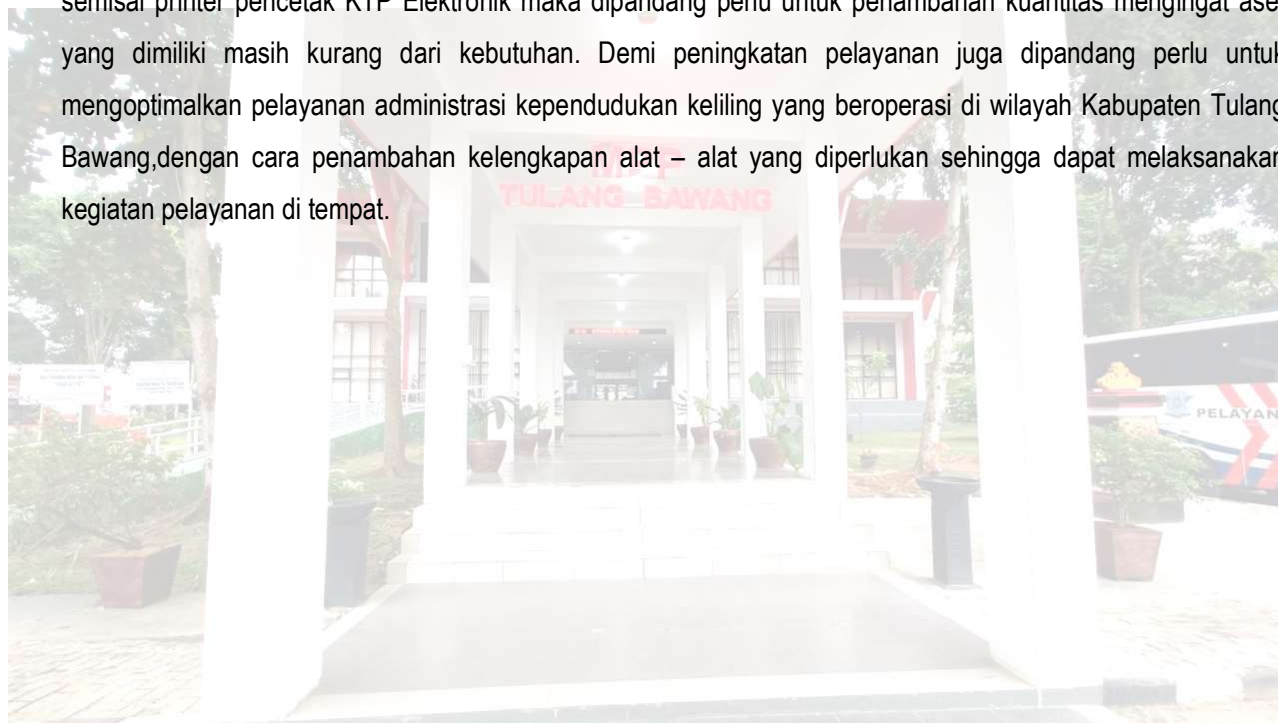 semisal printer pencetak KTP Elektronik maka dipandang perlu untuk penambahan kuantitas mengingat ase
yang dimiliki masih kurang dari kebutuhan. Demi peningkatan pelayanan juga dipandang perlu untuk
mengoptimalkan pelayanan administrasi kependudukan keliling yang beroperasi di wilayah Kabupaten Tulang
Bawang,dengan cara penambahan kelengkapan alat – alat yang diperlukan sehingga dapat melaksanakan
kegiatan pelayanan di tempat.
MPP
TULANG BAWANG
PELAYAN